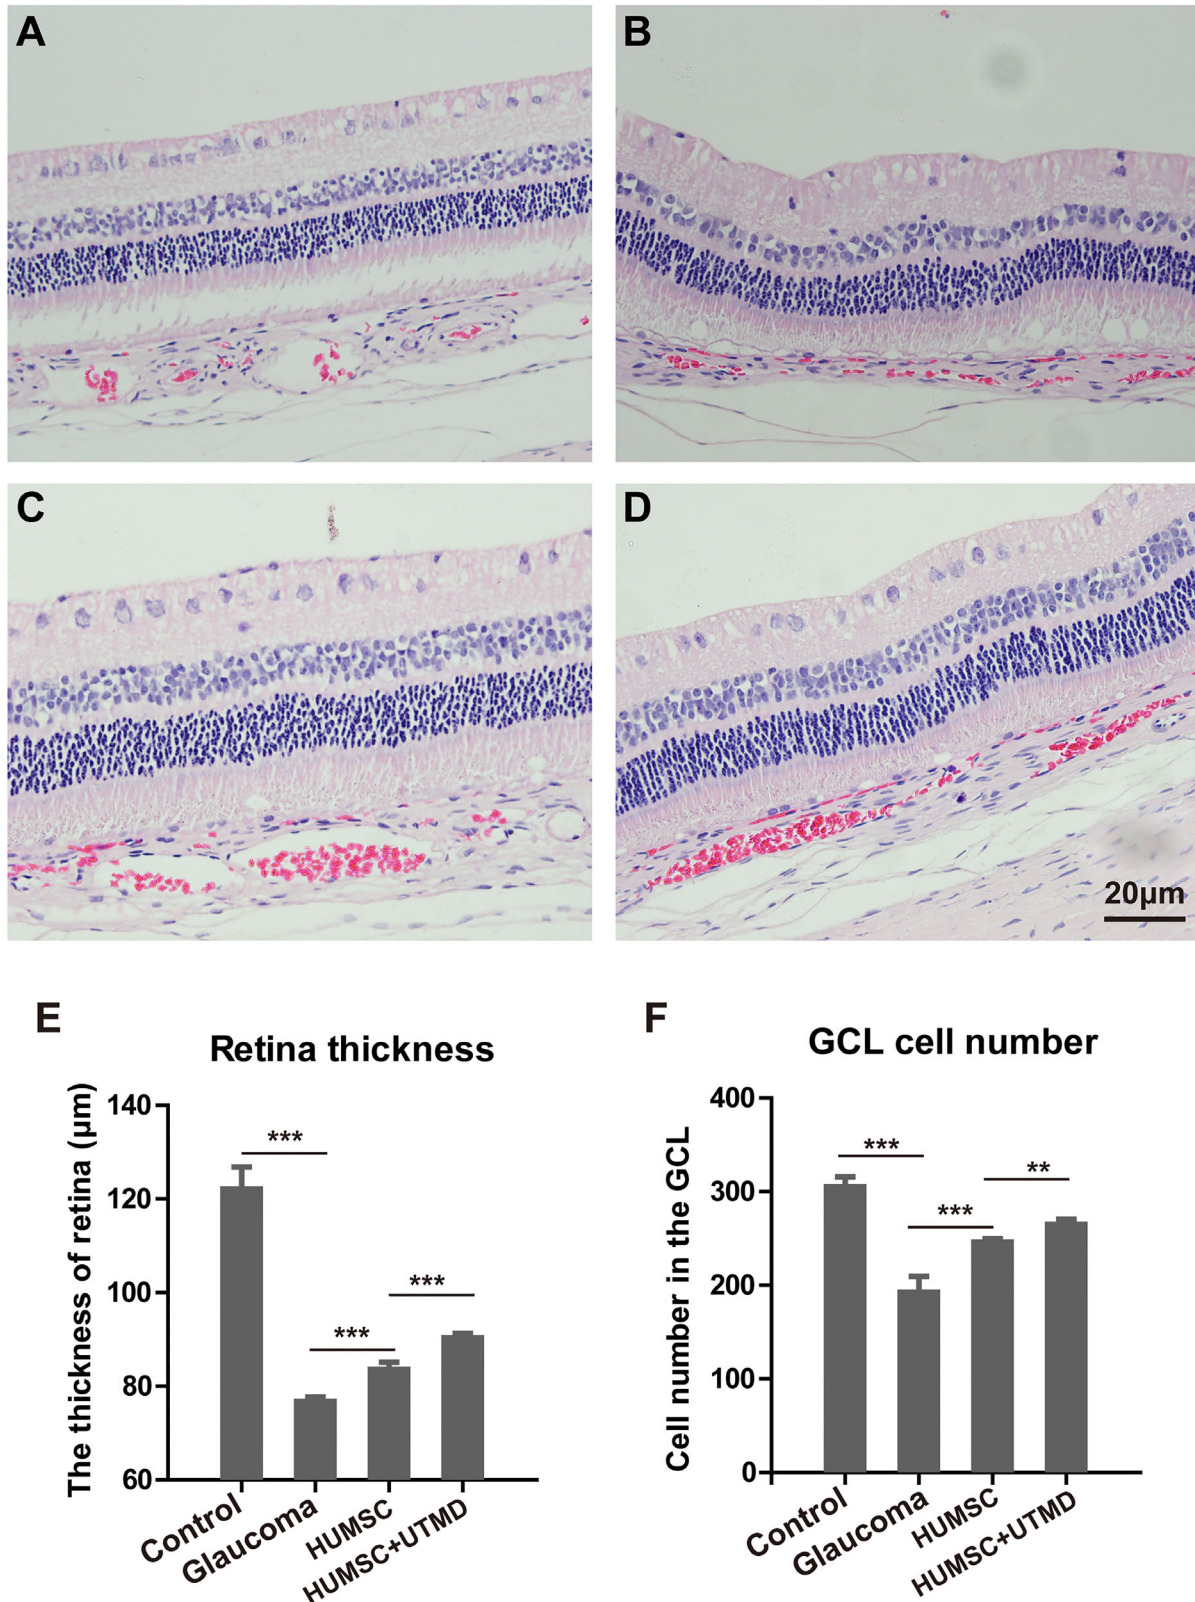 A
B
C
D
20μm
E
Retina thickness
The thickness of retina (μm)
140
120
100
80
60
***
***
***
Control
Glaucoma
HUMSC
HUMSC+UTMD
F
GCL cell number
Cell number in the GCL
400
300
200
100
0
***
***
**
Control
Glaucoma
HUMSC
HUMSC+UTMD